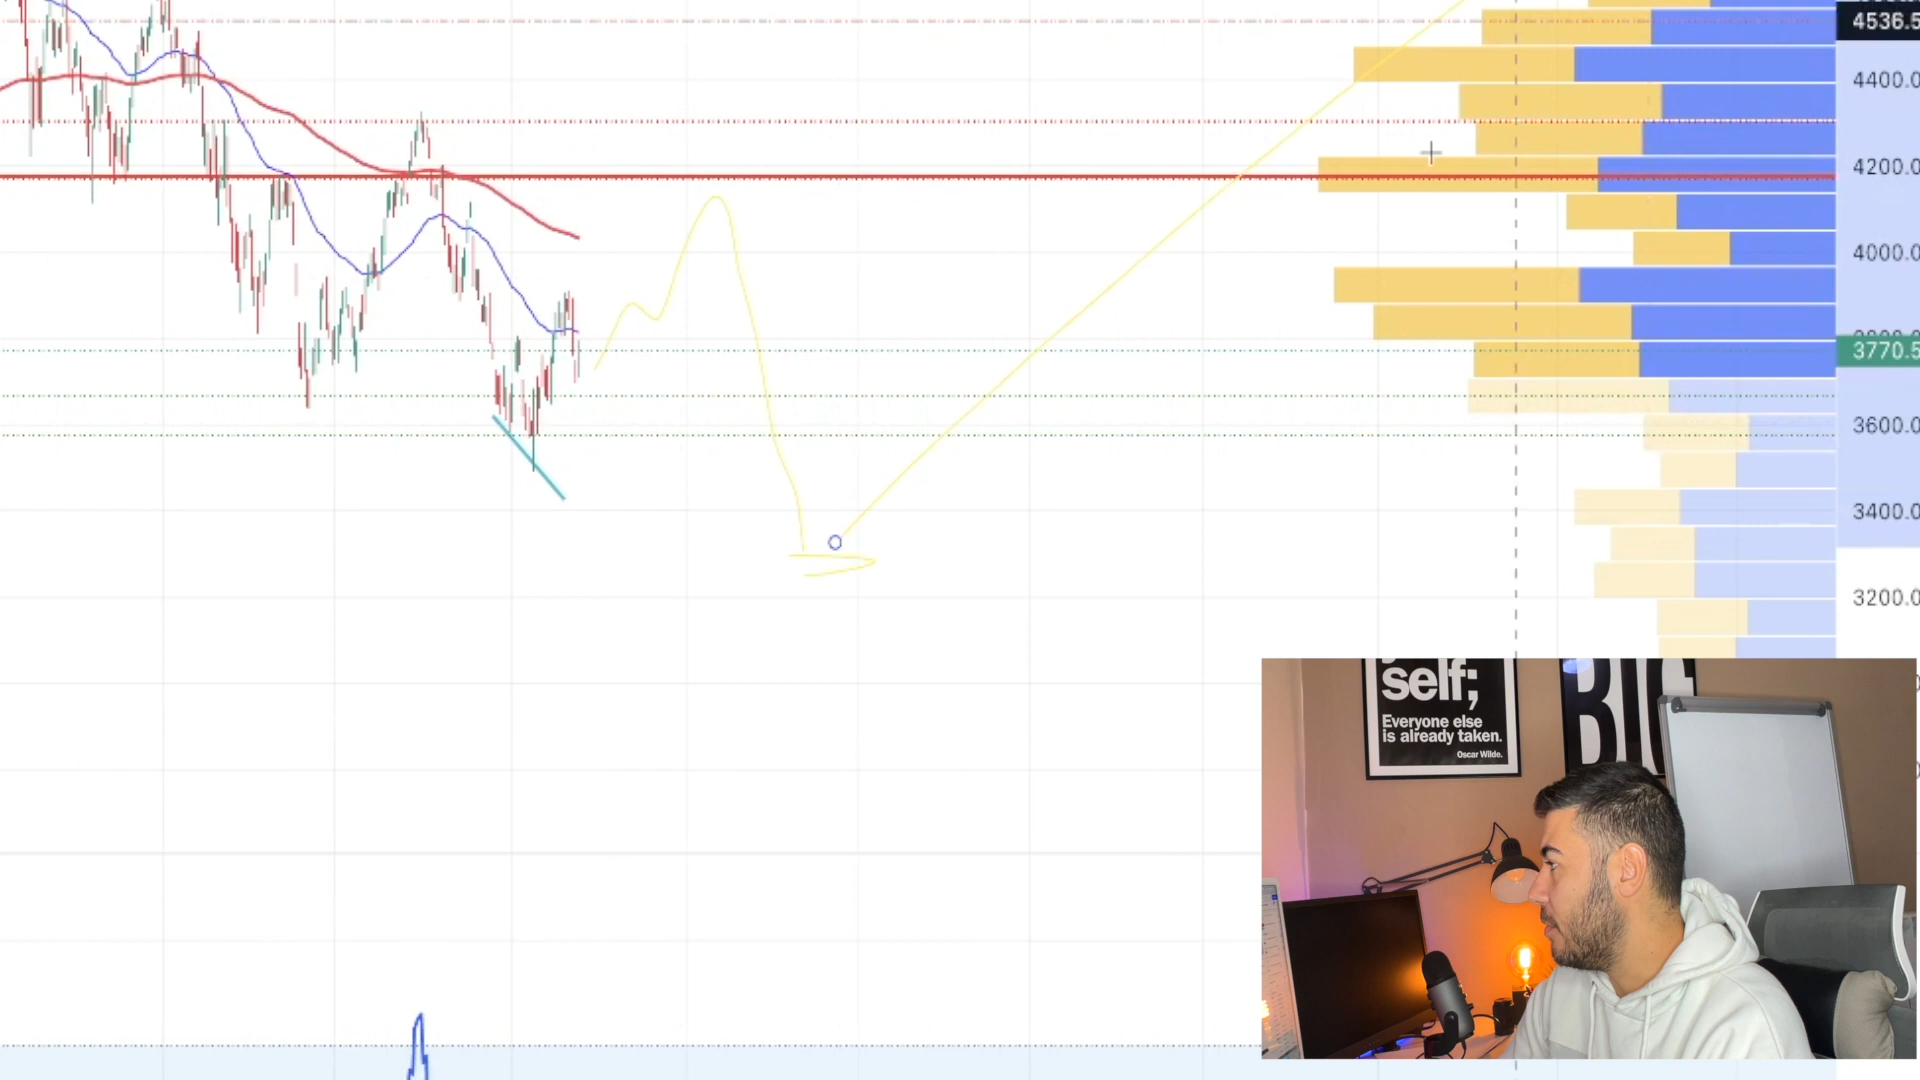 4536.5
4400.0
4200.0
4000.0
3770.5
3600.0
3400.0
3200.0
self;
Everyone else
is already taken.
Oscar Wilde.
BIG